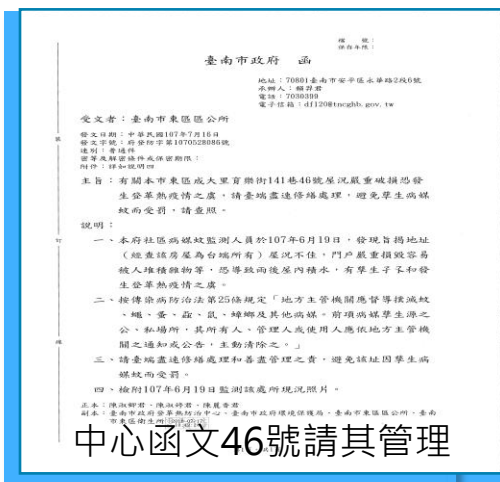 檔　號：
保存年限：
臺南市政府　函
地址：70801臺南市安平區永華路2段6號
承辦人：賴羿君
電話：7030399
電子信箱：df120@tncghb.gov.tw
受文者：臺南市東區區公所
發文日期：中華民國107年7月16日
發文字號：府登防字第1070528086號
速別：普通件
密等及解密條件或保密期限：
附件：詳如說明四
主旨：有關本市東區成大里育樂街141巷46號屋況嚴重破損恐發
生登革熱疫情之虞，請臺端盡速修繕處理，避免孳生病媒
蚊而受罰，請查照。
說明：
一、本府社區病媒蚊監測人員於107年6月19日，發現旨揭地址
（經查該房屋為台端所有）屋況不佳，門戶嚴重損毀容易
被人堆積雜物等，恐導致雨後屋內積水，有孳生孑孓和發
生登革熱疫情之虞。
二、按傳染病防治法第25條規定「地方主管機關應督導撲滅蚊
、蠅、蚤、蝨、鼠、蟑螂及其他病媒。前項病媒孳生源之
公、私場所，其所有人、管理人或使用人應依地方主管機
關之通知或公告，主動清除之。」
三、請臺端盡速修繕處理和善盡管理之責，避免該址因孳生病
媒蚊而受罰。
四、檢附107年6月19日監測該處所現況照片。
正本：陳淑卿君、陳淑婷君、陳麗香君
副本：臺南市政府登革熱防治中心、臺南市政府環境保護局、臺南市東區區公所、臺南
市東區衛生所
裝
訂
線
中心函文46號請其管理